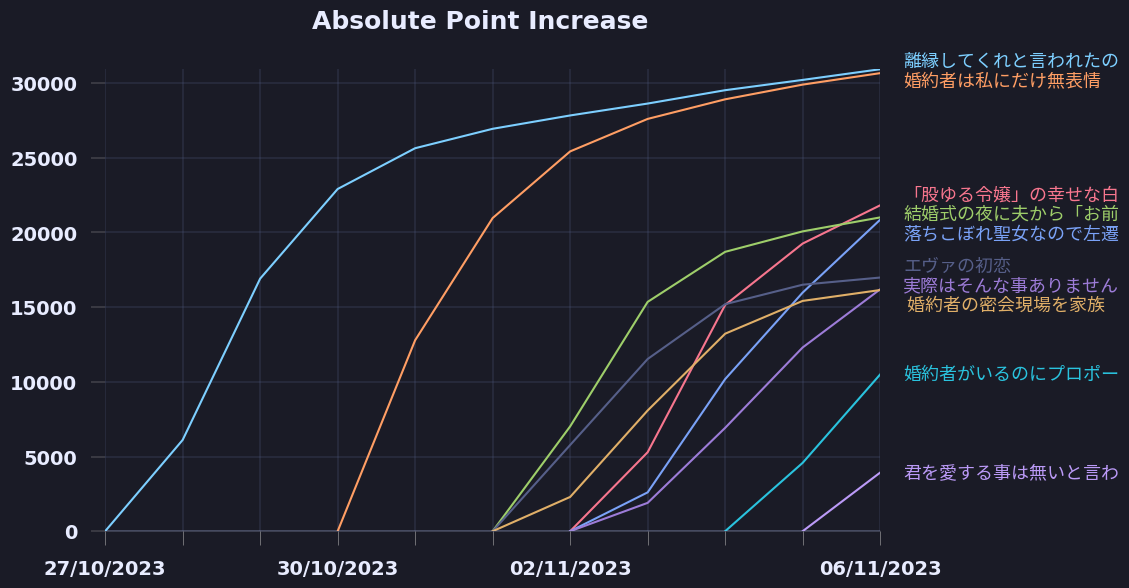 Absolute Point Increase
30000
25000
20000
15000
10000
5000
0
27/10/2023
30/10/2023
02/11/2023
06/11/2023
離縁してくれと言われたの
婚約者は私にだけ無表情
「股ゆる令嬢」の幸せな白
結婚式の夜に夫から「お前
落ちこぼれ聖女なので左遷
エヴァの初恋
実際はそんな事ありません
婚約者の密会現場を家族
婚約者がいるのにプロポー
君を愛する事は無いと言わ